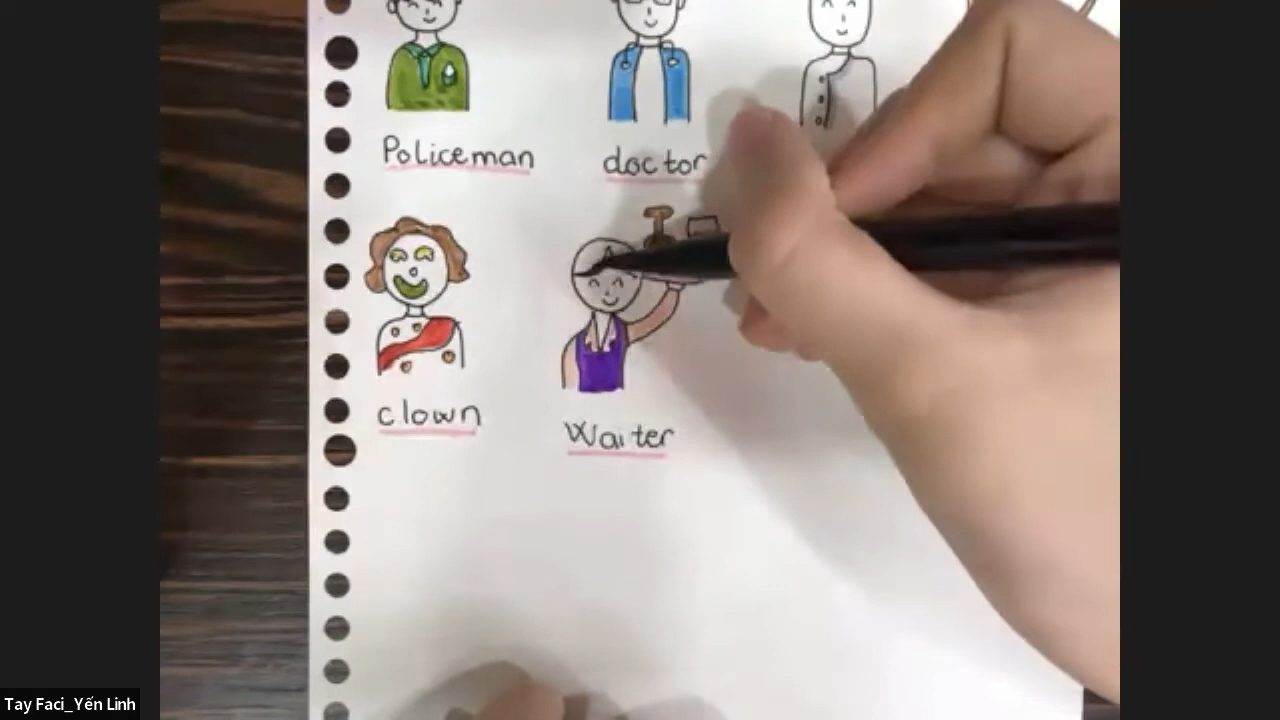 Policeman
doctor
clown
Waiter
Tay Faci_Yến Linh